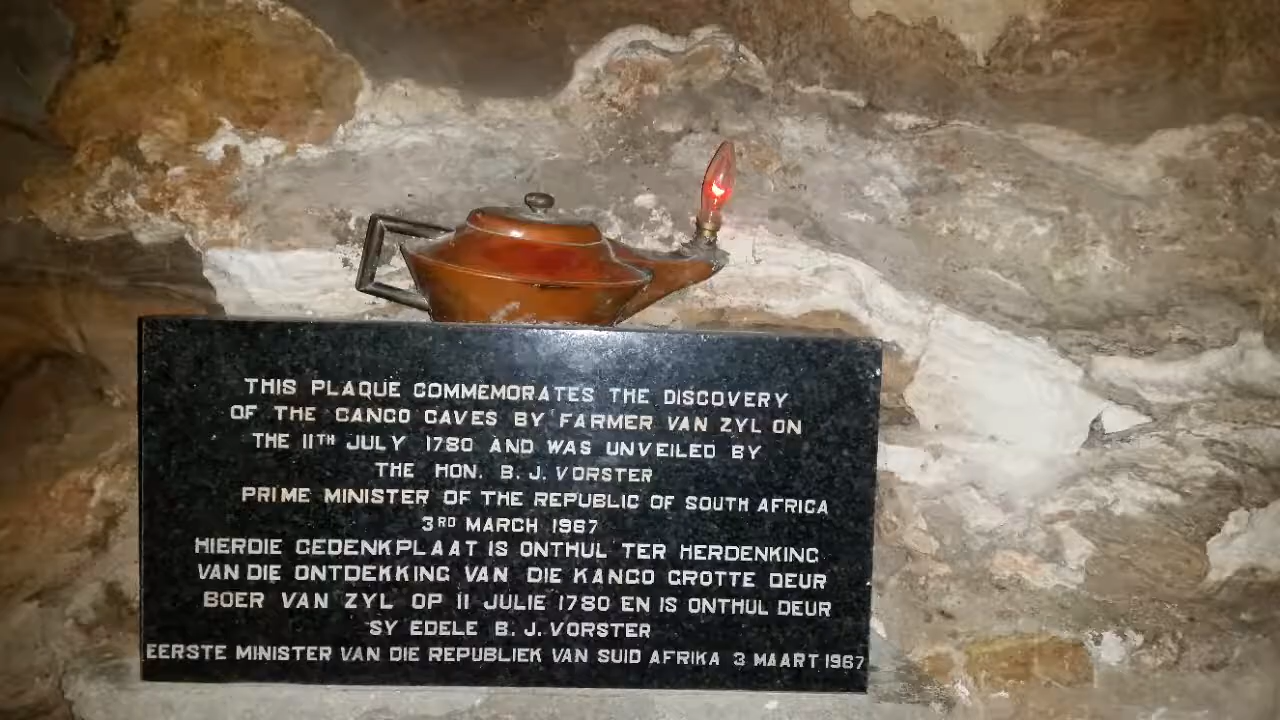 THIS PLAQUE COMMEMORATES THE DISCOVERY
OF THE CANGO CAVES BY FARMER VAN ZYL ON
THE 11TH JULY 1780 AND WAS UNVEILED BY
THE HON. B. J. VORSTER
PRIME MINISTER OF THE REPUBLIC OF SOUTH AFRICA
3RD MARCH 1967
HIERDIE GEDENKPLAAT IS ONTHUL TER HERDENKING
VAN DIE ONTDEKKING VAN DIE KANGO GROTTE DEUR
BOER VAN ZYL OP 11 JULIE 1780 EN IS ONTHUL DEUR
SY EDELE B. J. VORSTER
EERSTE MINISTER VAN DIE REPUBLIEK VAN SUID AFRIKA 3 MAART 1967